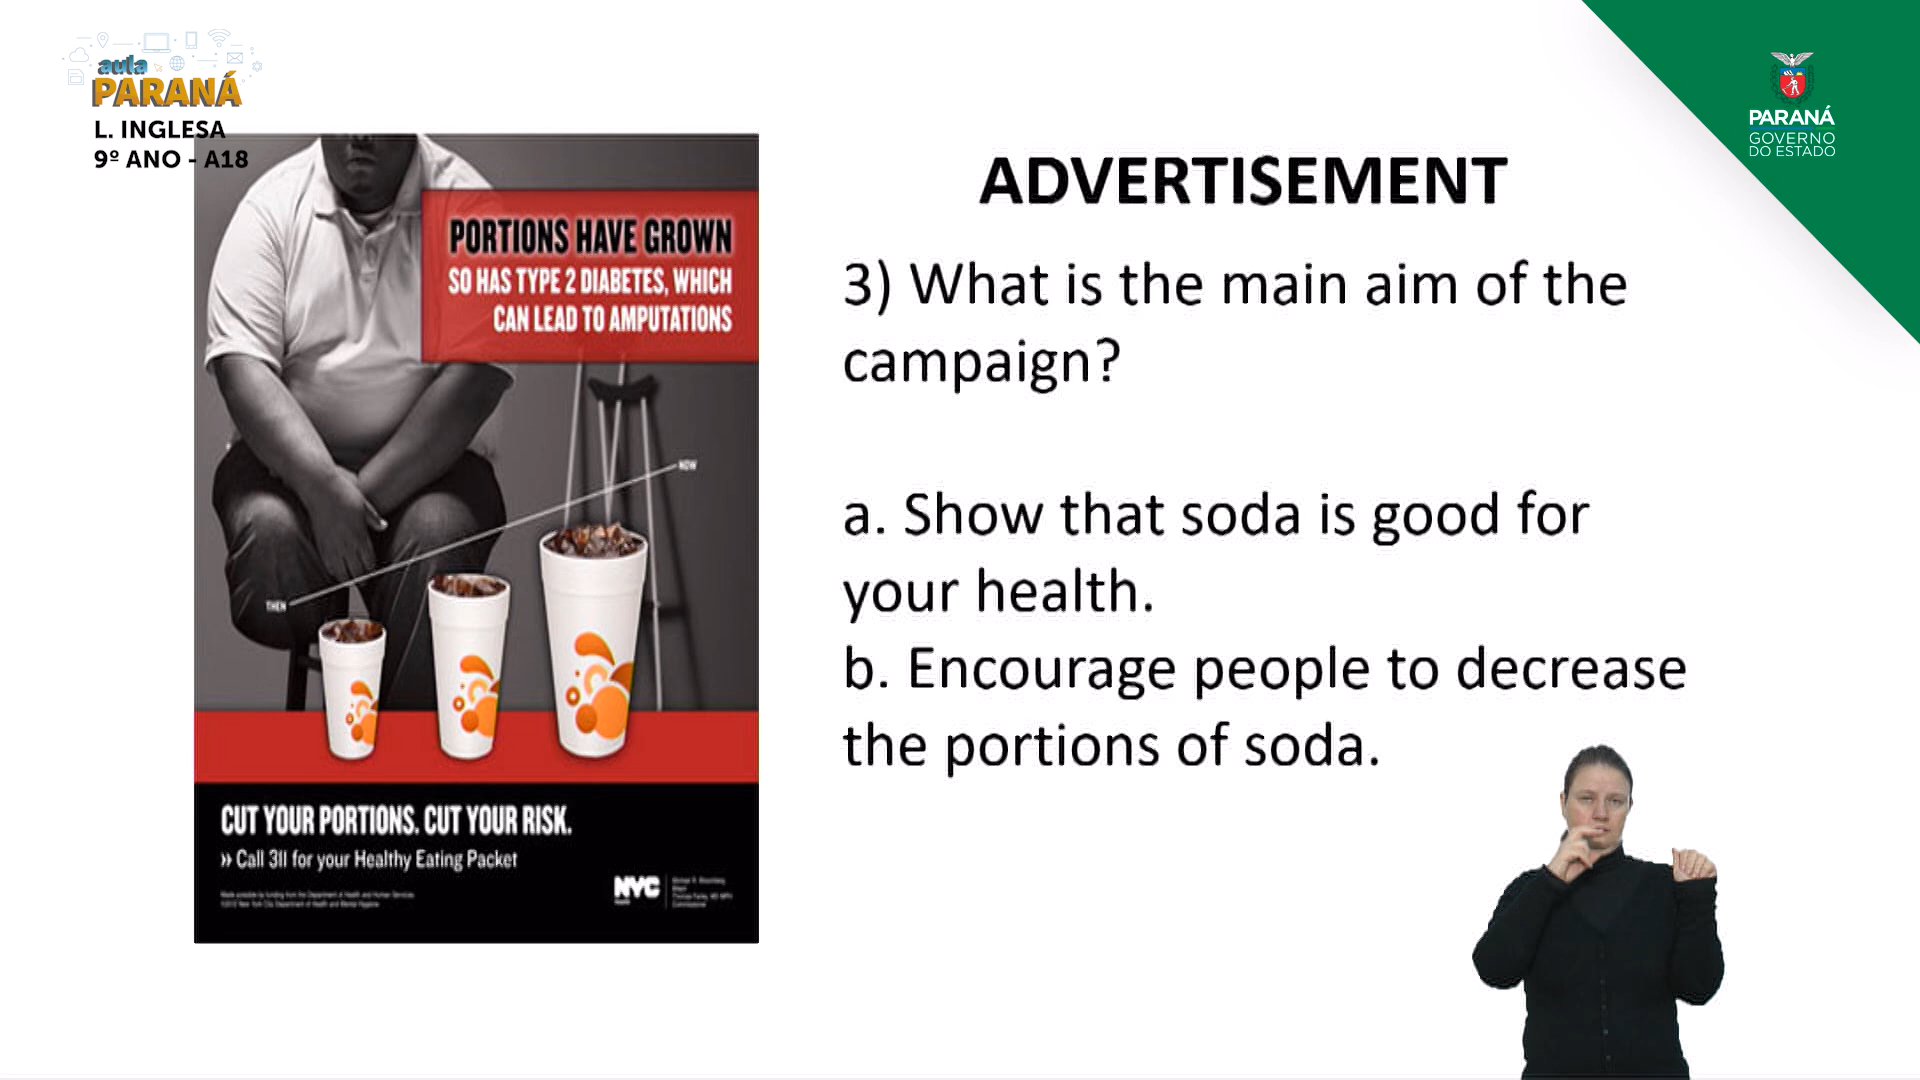 aula
PARANÁ
L. INGLESA
9º ANO - A18
PARANÁ
GOVERNO
DO ESTADO
PORTIONS HAVE GROWN
SO HAS TYPE 2 DIABETES, WHICH
CAN LEAD TO AMPUTATIONS
NOW
THEN
CUT YOUR PORTIONS. CUT YOUR RISK.
» Call 311 for your Healthy Eating Packet
NYC
ADVERTISEMENT
3) What is the main aim of the
campaign?
a. Show that soda is good for
your health.
b. Encourage people to decrease
the portions of soda.